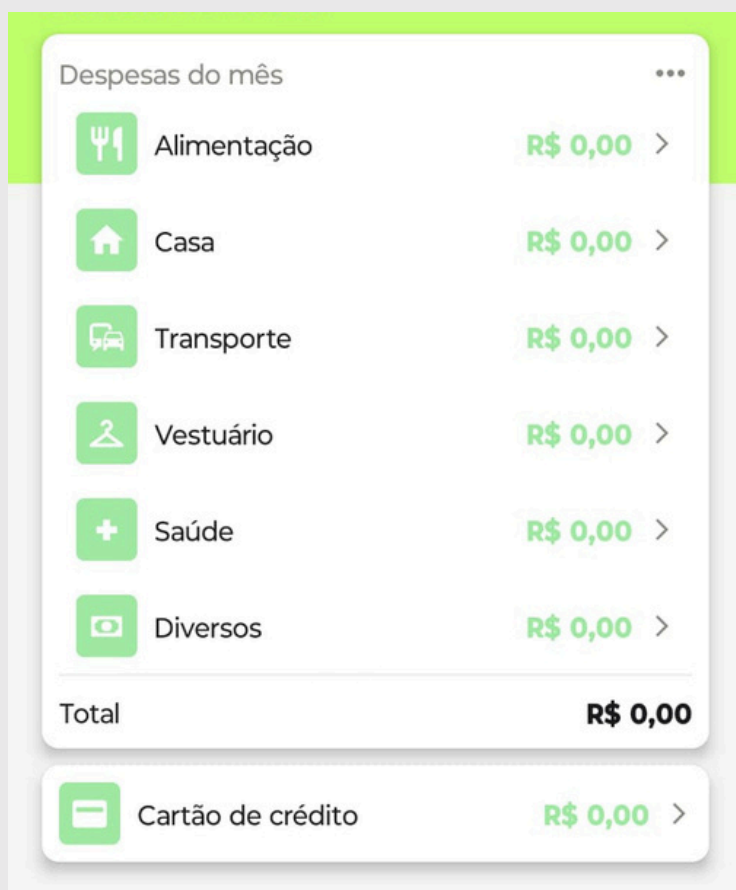 Despesas do mês
Alimentação R$ 0,00
Casa R$ 0,00
Transporte R$ 0,00
Vestuário R$ 0,00
Saúde R$ 0,00
Diversos R$ 0,00
Total R$ 0,00
Cartão de crédito R$ 0,00